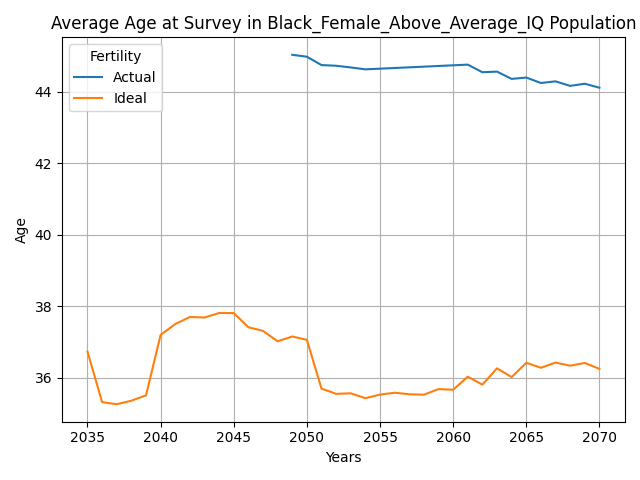 Average Age at Survey in Black_Female_Above_Average_IQ Population
Fertility
Actual
Ideal
44
42
40
38
36
Age
2035 2040 2045 2050 2055 2060 2065 2070
Years